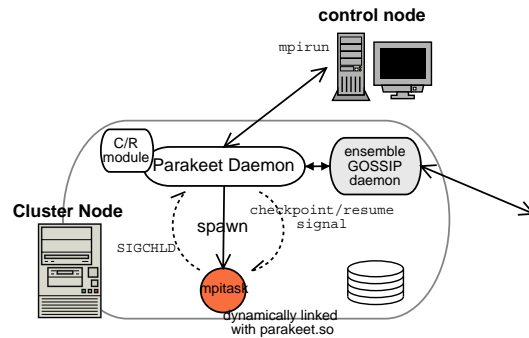 control node
mpirun
C/R
module
Parakeet Daemon
ensemble
GOSSIP
daemon
Cluster Node
spawn
checkpoint/resume
signal
SIGCHLD
mpitask
dynamically linked
with parakeet.so